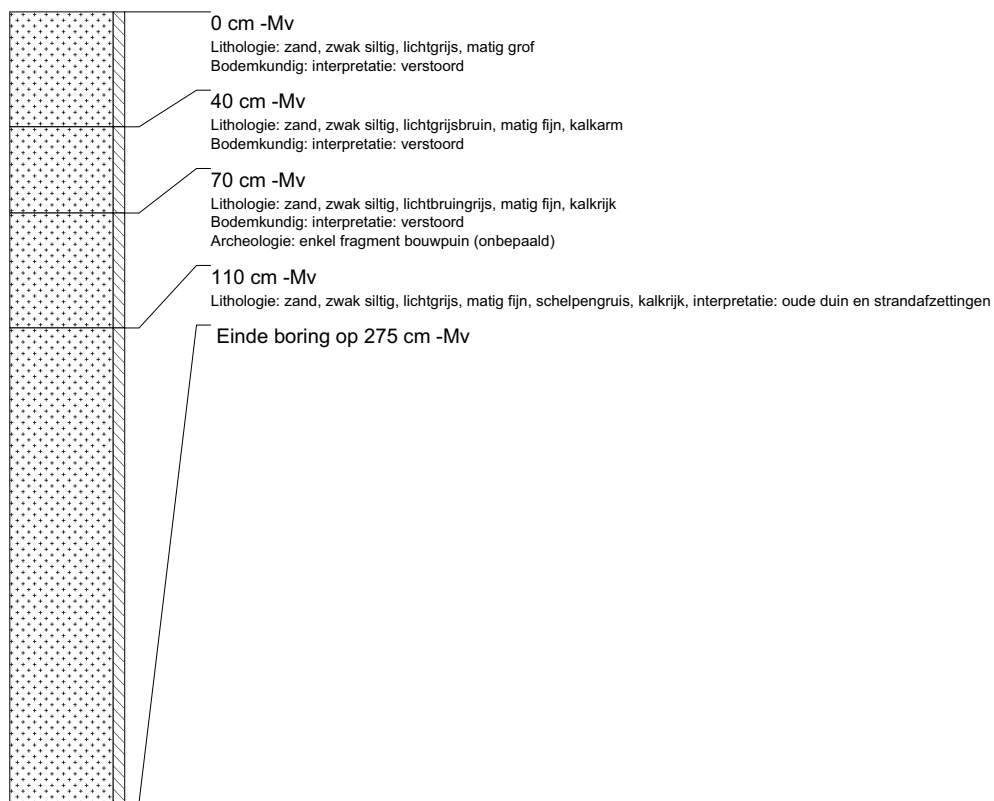 0 cm -Mv
Lithologie: zand, zwak siltig, lichtgrijs, matig grof
Bodemkundig: interpretatie: verstoord
40 cm -Mv
Lithologie: zand, zwak siltig, lichtgrijsbruin, matig fijn, kalkarm
Bodemkundig: interpretatie: verstoord
70 cm -Mv
Lithologie: zand, zwak siltig, lichtbruingrijs, matig fijn, kalkrijk
Bodemkundig: interpretatie: verstoord
Archeologie: enkel fragment bouwpuin (onbepaald)
110 cm -Mv
Lithologie: zand, zwak siltig, lichtgrijs, matig fijn, schelpengruis, kalkrijk, interpretatie: oude duin en strandafzettingen
Einde boring op 275 cm -Mv